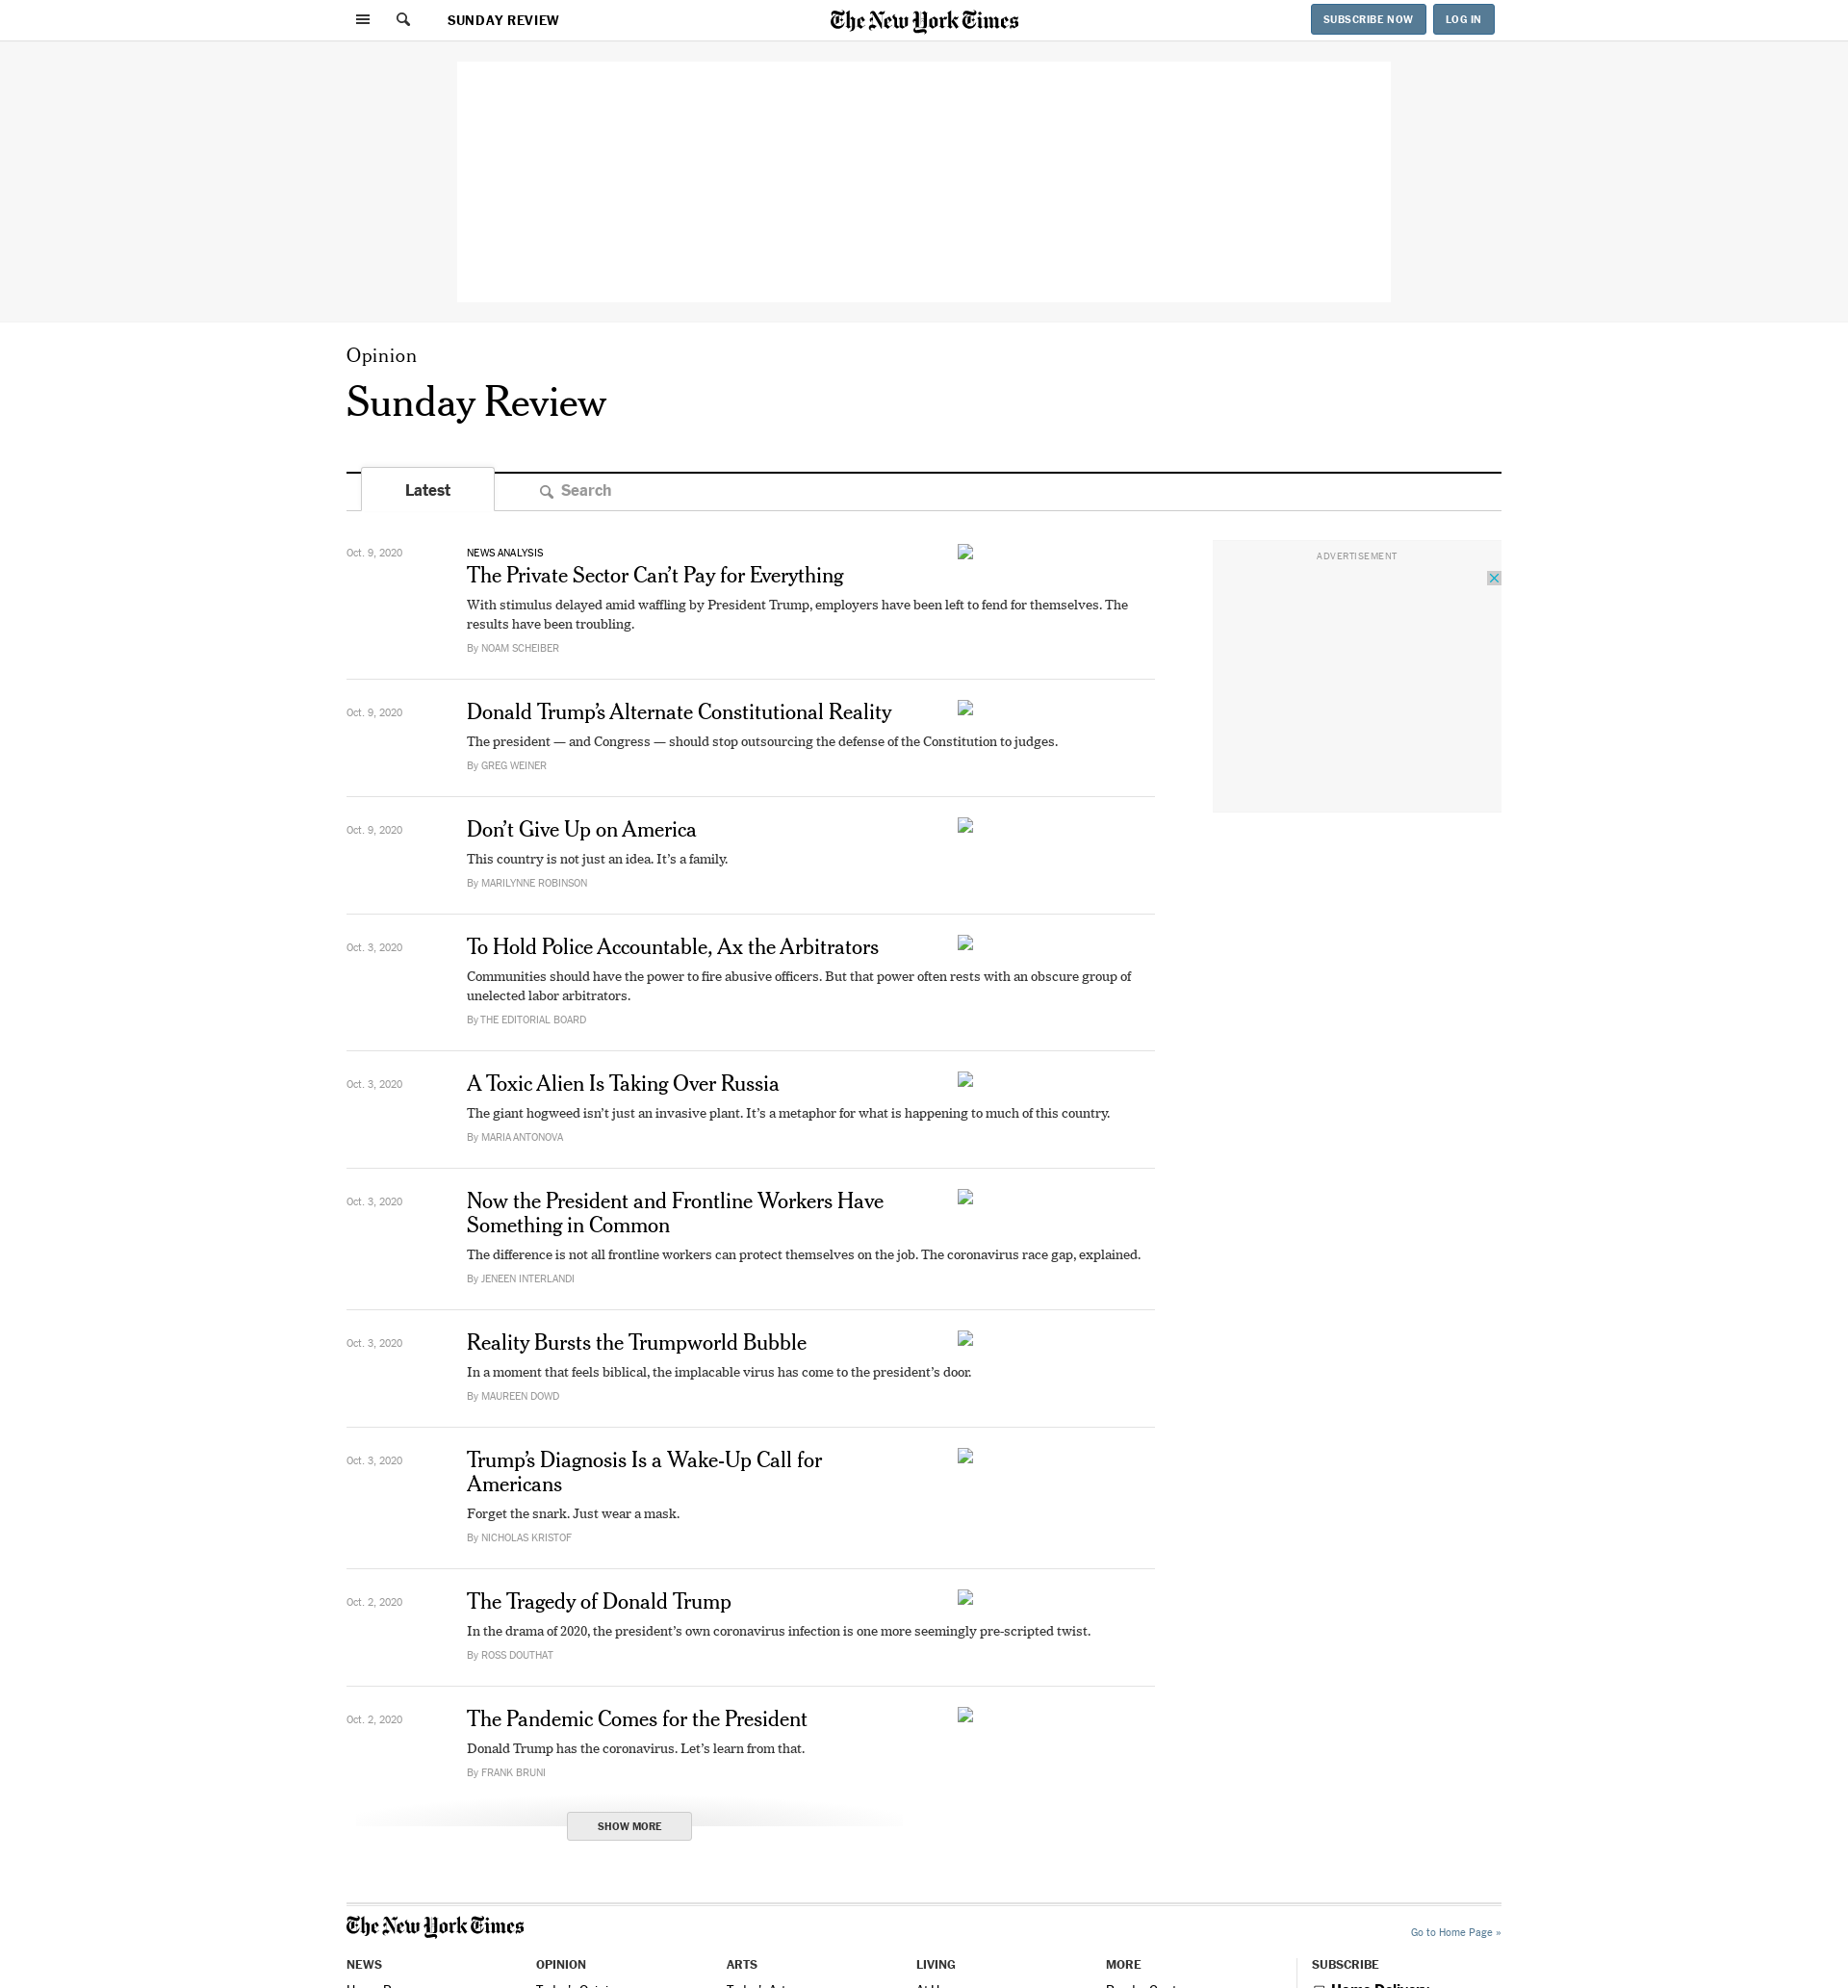 SUNDAY REVIEW
The New York Times
SUBSCRIBE NOW
LOG IN
Opinion
Sunday Review
Latest
Search
Oct. 9, 2020
NEWS ANALYSIS
The Private Sector Can’t Pay for Everything
With stimulus delayed amid waffling by President Trump, employers have been left to fend for themselves. The
results have been troubling.
By NOAM SCHEIBER
ADVERTISEMENT
Oct. 9, 2020
Donald Trump’s Alternate Constitutional Reality
The president — and Congress — should stop outsourcing the defense of the Constitution to judges.
By GREG WEINER
Oct. 9, 2020
Don’t Give Up on America
This country is not just an idea. It’s a family.
By MARILYNNE ROBINSON
Oct. 3, 2020
To Hold Police Accountable, Ax the Arbitrators
Communities should have the power to fire abusive officers. But that power often rests with an obscure group of
unelected labor arbitrators.
By THE EDITORIAL BOARD
Oct. 3, 2020
A Toxic Alien Is Taking Over Russia
The giant hogweed isn’t just an invasive plant. It’s a metaphor for what is happening to much of this country.
By MARIA ANTONOVA
Oct. 3, 2020
Now the President and Frontline Workers Have
Something in Common
The difference is not all frontline workers can protect themselves on the job. The coronavirus race gap, explained.
By JENEEN INTERLANDI
Oct. 3, 2020
Reality Bursts the Trumpworld Bubble
In a moment that feels biblical, the implacable virus has come to the president’s door.
By MAUREEN DOWD
Oct. 3, 2020
Trump’s Diagnosis Is a Wake-Up Call for
Americans
Forget the snark. Just wear a mask.
By NICHOLAS KRISTOF
Oct. 2, 2020
The Tragedy of Donald Trump
In the drama of 2020, the president’s own coronavirus infection is one more seemingly pre-scripted twist.
By ROSS DOUTHAT
Oct. 2, 2020
The Pandemic Comes for the President
Donald Trump has the coronavirus. Let’s learn from that.
By FRANK BRUNI
SHOW MORE
The New York Times
Go to Home Page »
NEWS
OPINION
ARTS
LIVING
MORE
SUBSCRIBE